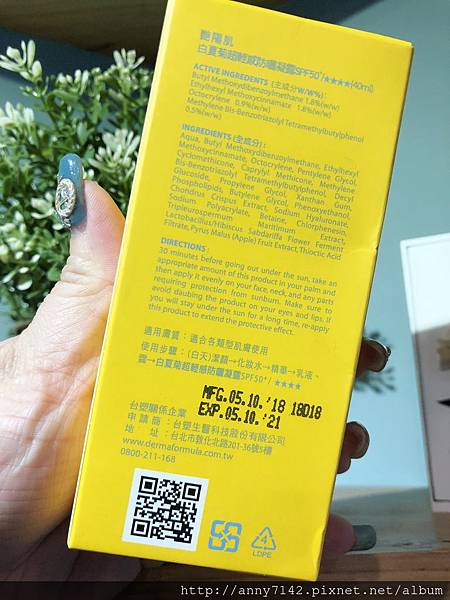 艷陽肌
白夏菊超輕感防曬凝露SPF50+/★★★★(40ml)
ACTIVE INGREDIENTS (主成分W/W%) :
Butyl Methoxydibenzoylmethane 1.8%(w/w)
Ethylhexyl Methoxycinnamate 1.8%(w/w)
Octocrylene 0.9%(w/w)
Methylene Bis-Benzotriazolyl Tetramethylbutylphenol
0.5%(w/w)
INGREDIENTS (全成分) :
Aqua, Butyl Methoxydibenzoylmethane, Ethylhexyl
Methoxycinnamate, Octocrylene, Pentylene Glycol,
Cyclomethicone, Caprylyl Methicone, Methylene
Bis-Benzotriazolyl Tetramethylbutylphenol, Decyl
Glucoside, Propylene Glycol, Xanthan Gum,
Phospholipids, Butylene Glycol, Phenoxyethanol,
Chondrus Crispus Extract, Sodium Hyaluronate,
Sodium Polyacrylate, Betaine, Chlorphenesin,
Tripleurospermum Maritimum Flower Extract,
Lactobacillus/Hibiscus Sabdariffa Flower Ferment
Filtrate, Pyrus Malus (Apple) Fruit Extract, Thioctic Acid
DIRECTIONS :
30 minutes before going out under the sun, take an
appropriate amount of this product in your palm and
then apply it evenly on your face, neck, and any parts
requiring protection from sunburn. Make sure to
avoid daubing the product on your eyes and lips, If
you will stay under the sun for a long time, re-apply
this product to extend the protective effect.
適用膚質：適合各類型肌膚使用
使用步驟：(白天)潔顏→化妝水→精華→乳液、
霜→白夏菊超輕感防曬凝露SPF50+/ ★★★★
MFG.05.10.'18 18D18
EXP.05.10.'21
台塑關係企業
申請商：台塑生醫科技股份有限公司
地址：台北市敦化北路201-36號5樓
www.dermaformula.com.tw
0800-211-168
4
LDPE
http://anny7142.pixnet.net/album